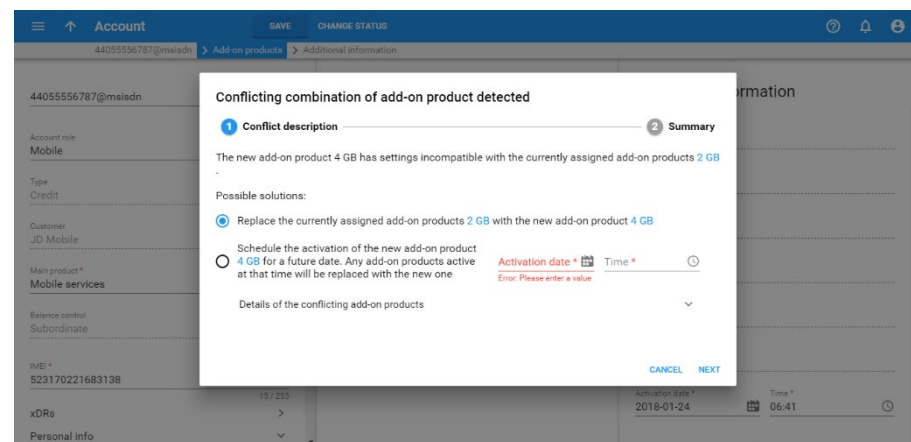 Account
SAVE
CHANGE STATUS
44055556787@msisdn
Add-on products
Additional information
44055556787@msisdn
Account role
Mobile
Type
Credit
Customer
JD Mobile
Main product *
Mobile services
Balance control
Subordinate
IMEI *
523170221683138
15 / 255
xDRs
Personal info
Conflicting combination of add-on product detected
1 Conflict description
2 Summary
The new add-on product 4 GB has settings incompatible with the currently assigned add-on products 2 GB
.
Possible solutions:
Replace the currently assigned add-on products 2 GB with the new add-on product 4 GB
Schedule the activation of the new add-on product
4 GB for a future date. Any add-on products active
at that time will be replaced with the new one
Activation date *
Time *
Error: Please enter a value
Details of the conflicting add-on products
CANCEL
NEXT
ormation
Activation date *
Time *
2018-01-24
06:41